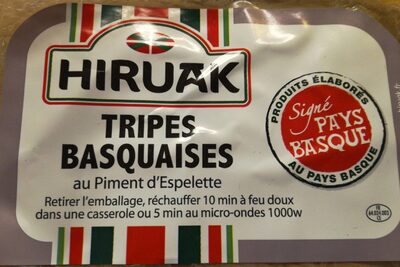 HIRUAK
TRIPES
BASQUAISES
au Piment d'Espelette
Retirer l'emballage, réchauffer 10 min à feu doux
dans une casserole ou 5 min au micro-ondes 1000w
PRODUITS ÉLABORÉS
Signé
PAYS
BASQUE
AU PAYS BASQUE